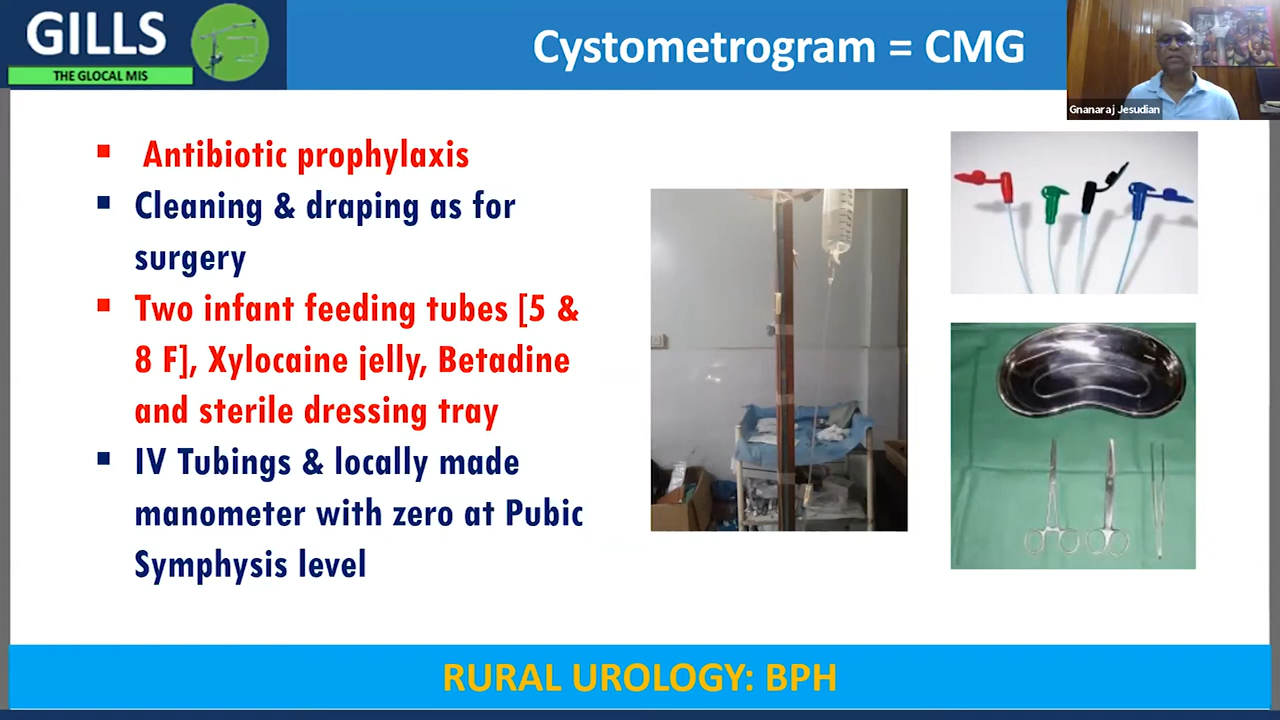 GILLS
THE GLOCAL MIS
Cystometrogram = CMG
Gnanaraj Jesudian
▪ Antibiotic prophylaxis
▪ Cleaning & draping as for
surgery
▪ Two infant feeding tubes [5 &
8 F], Xylocaine jelly, Betadine
and sterile dressing tray
▪ IV Tubings & locally made
manometer with zero at Pubic
Symphysis level
RURAL UROLOGY: BPH